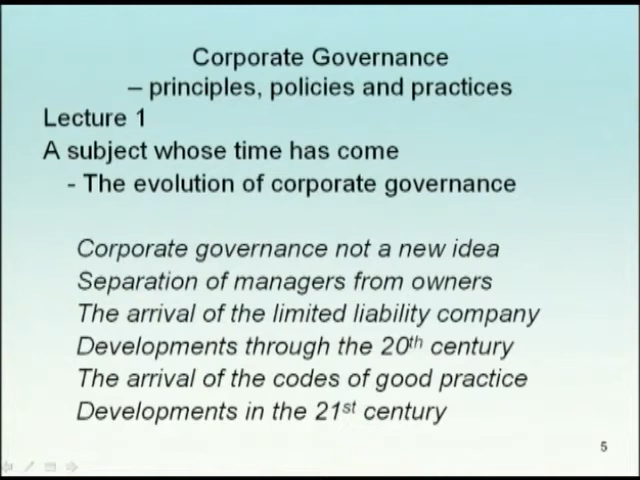 Corporate Governance
– principles, policies and practices
Lecture 1
A subject whose time has come
- The evolution of corporate governance
Corporate governance not a new idea
Separation of managers from owners
The arrival of the limited liability company
Developments through the 20th century
The arrival of the codes of good practice
Developments in the 21st century
5